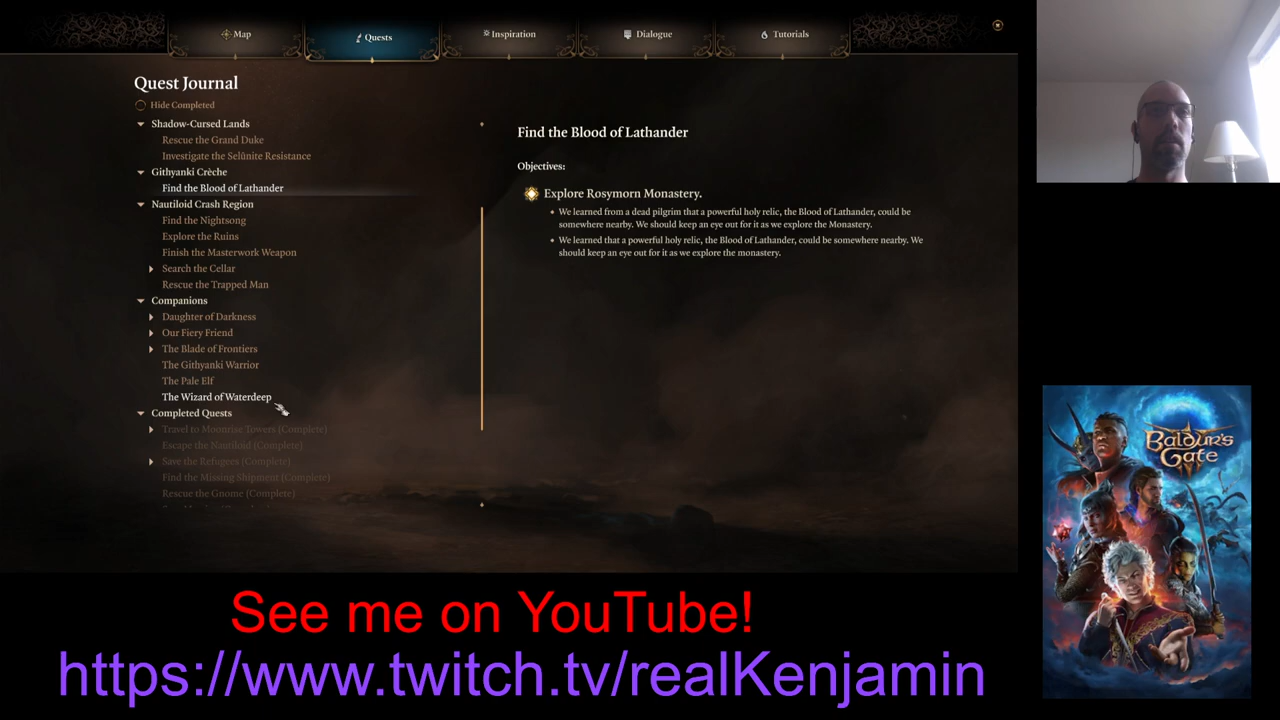 Map
Quests
Inspiration
Dialogue
Tutorials
Quest Journal
Hide Completed
Shadow-Cursed Lands
Rescue the Grand Duke
Investigate the Selûnite Resistance
Githyanki Crèche
Find the Blood of Lathander
Nautiloid Crash Region
Find the Nightsong
Explore the Ruins
Finish the Masterwork Weapon
Search the Cellar
Rescue the Trapped Man
Companions
Daughter of Darkness
Our Fiery Friend
The Blade of Frontiers
The Githyanki Warrior
The Pale Elf
The Wizard of Waterdeep
Completed Quests
Travel to Moonrise Towers (Complete)
Escape the Nautiloid (Complete)
Save the Refugees (Complete)
Find the Missing Shipment (Complete)
Rescue the Gnome (Complete)
Find the Blood of Lathander
Objectives:
Explore Rosymorn Monastery.
We learned from a dead pilgrim that a powerful holy relic, the Blood of Lathander, could be
somewhere nearby. We should keep an eye out for it as we explore the Monastery.
We learned that a powerful holy relic, the Blood of Lathander, could be somewhere nearby. We
should keep an eye out for it as we explore the monastery.
Baldur's
Gate
See me on YouTube!
https://www.twitch.tv/realKenjamin